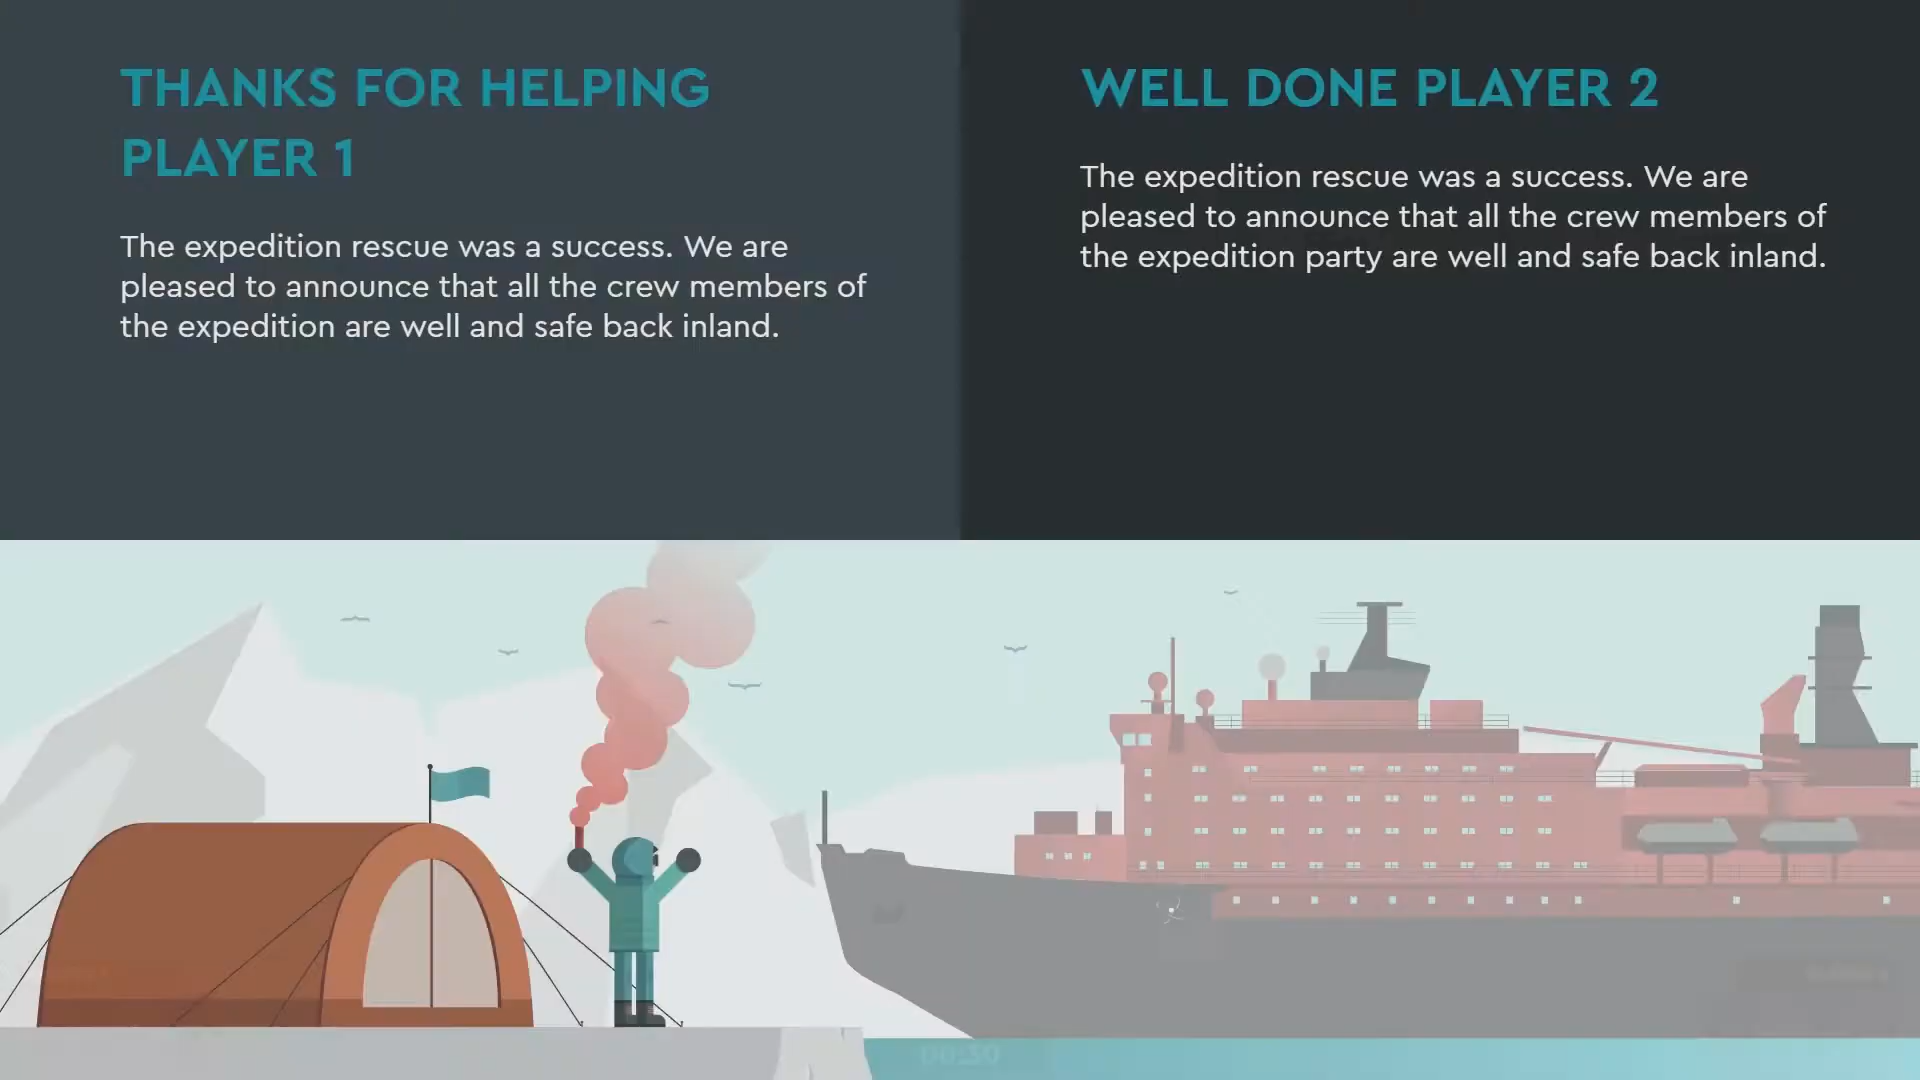 THANKS FOR HELPING
PLAYER 1
The expedition rescue was a success. We are
pleased to announce that all the crew members of
the expedition are well and safe back inland.
WELL DONE PLAYER 2
The expedition rescue was a success. We are
pleased to announce that all the crew members of
the expedition party are well and safe back inland.
00:30